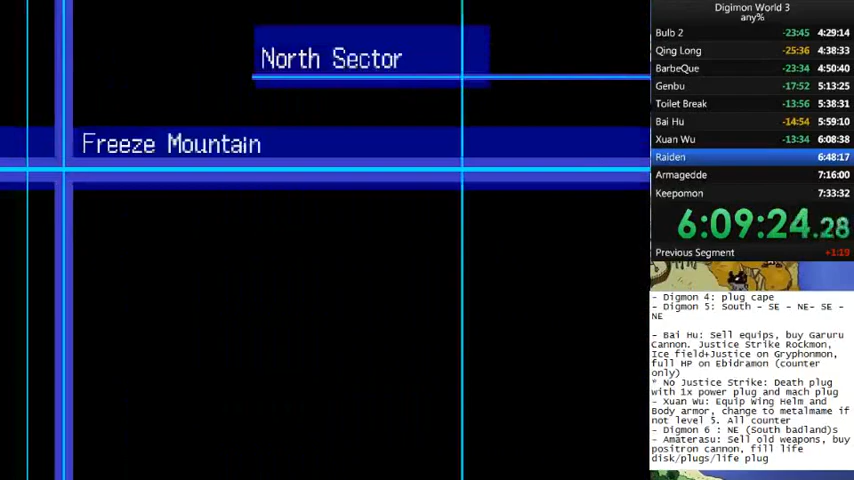 North Sector
Freeze Mountain
Digimon World 3
any%
Bulb 2 -23:45 4:29:14
Qing Long -25:36 4:38:33
BarbeQue -23:34 4:50:40
Genbu -17:52 5:13:25
Toilet Break -13:56 5:38:31
Bai Hu -14:54 5:59:10
Xuan Wu -13:34 6:08:38
Raiden 6:48:17
Armagedde 7:16:00
Keepomon 7:33:32
6:09:24.28
Previous Segment +1:19
- Digmon 4: plug cape
- Digmon 5: South - SE - NE- SE -
NE
- Bai Hu: Sell equips, buy Garuru
Cannon. Justice Strike Rockmon,
Ice field+Justice on Gryphonmon,
full HP on Ebidramon (counter
only)
* No Justice Strike: Death plug
with 1x power plug and mach plug
- Xuan Wu: Equip Wing Helm and
Body armor, change to metalmame if
not level 5. All counter
- Digmon 6 : NE (South badland)s
- Amaterasu: Sell old weapons, buy
positron cannon, fill life
disk/plugs/life plug